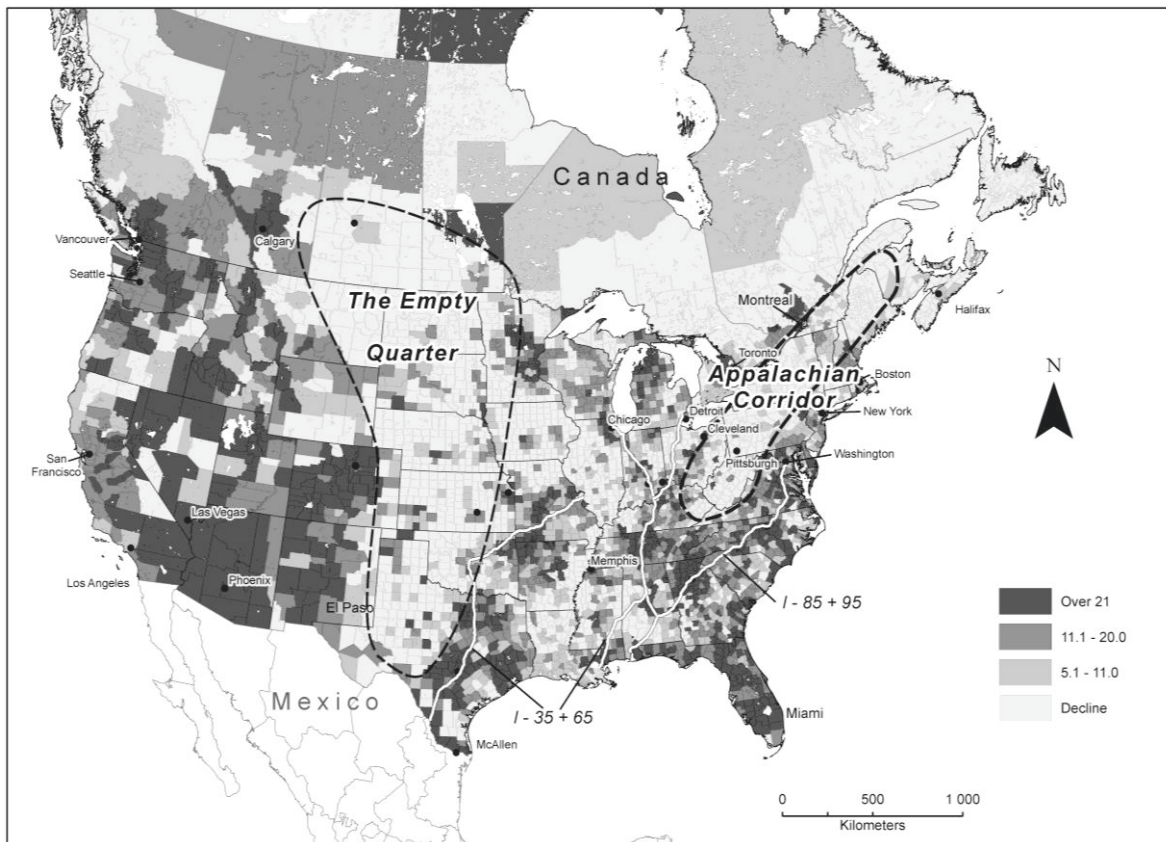 Canada
Vancouver
Calgary
Seattle
The Empty
Quarter
Montreal
Halifax
Toronto
Appalachian
Corridor
Boston
N
Detroit
Chicago
New York
Cleveland
San
Francisco
Pittsburgh
Washington
Las Vegas
Memphis
Los Angeles
Phoenix
El Paso
I - 85 + 95
Over 21
11.1 - 20.0
5.1 - 11.0
Decline
Mexico
I - 35 + 65
Miami
McAllen
0 500 1 000
Kilometers